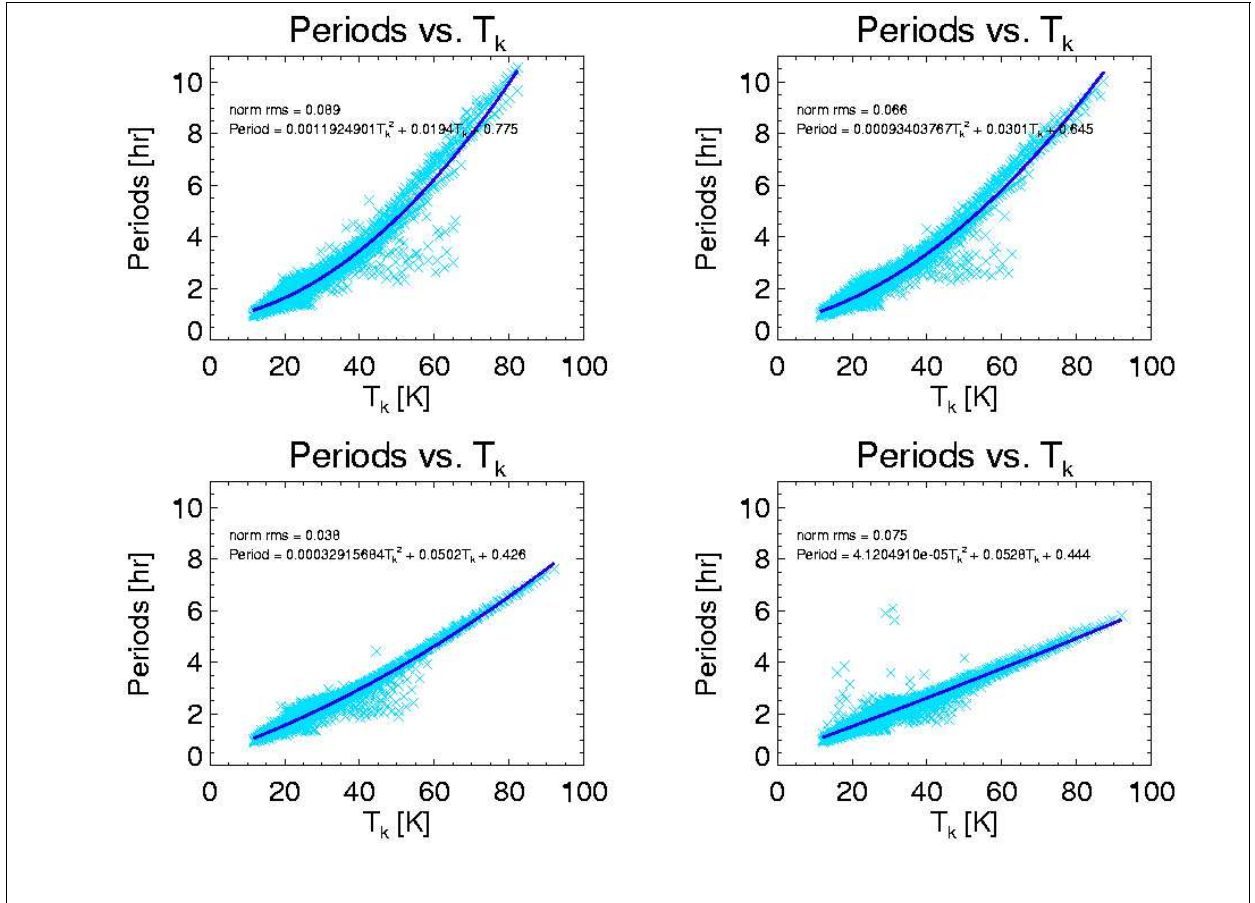 Periods vs. Tk
10
8
6
4
2
0
Periods [hr]
norm rms = 0.089
Period = 0.0011924901Tk2 + 0.0194Tk + 0.775
0 20 40 60 80 100
Tk [K]
Periods vs. Tk
10
8
6
4
2
0
Periods [hr]
norm rms = 0.066
Period = 0.00093403767Tk2 + 0.0301Tk + 0.645
0 20 40 60 80 100
Tk [K]
Periods vs. Tk
10
8
6
4
2
0
Periods [hr]
norm rms = 0.038
Period = 0.00032915684Tk2 + 0.0502Tk + 0.426
0 20 40 60 80 100
Tk [K]
Periods vs. Tk
10
8
6
4
2
0
Periods [hr]
norm rms = 0.075
Period = 4.1204910e-05Tk2 + 0.0528Tk + 0.444
0 20 40 60 80 100
Tk [K]